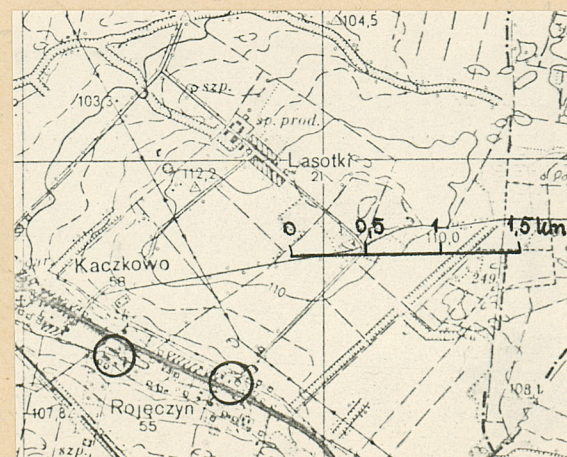 104,5
szp.
103,3
sp. prod.
Lasotki
21
112,2
0 0,5 1 1,5 km
110,0
Kaczkowo
58
249
110
108,1
Rojęczyn
55
107,8
szp.